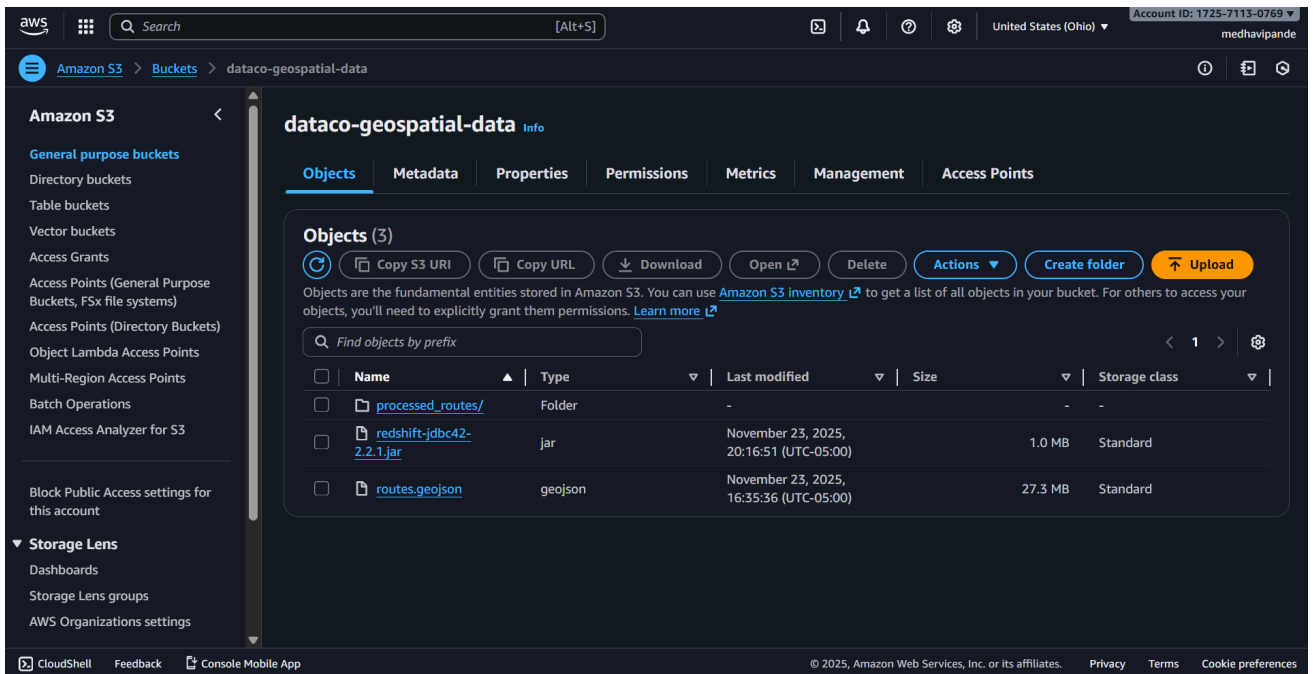 aws
Search [Alt+S]
United States (Ohio) ▼
Account ID: 1725-7113-0769 ▼
medhavipande
Amazon S3 > Buckets > dataco-geospatial-data
Amazon S3
General purpose buckets
Directory buckets
Table buckets
Vector buckets
Access Grants
Access Points (General Purpose
Buckets, FSx file systems)
Access Points (Directory Buckets)
Object Lambda Access Points
Multi-Region Access Points
Batch Operations
IAM Access Analyzer for S3
Block Public Access settings for
this account
▼ Storage Lens
Dashboards
Storage Lens groups
AWS Organizations settings
dataco-geospatial-data Info
Objects Metadata Properties Permissions Metrics Management Access Points
Objects (3)
Copy S3 URI Copy URL Download Open Delete Actions ▼ Create folder Upload
Objects are the fundamental entities stored in Amazon S3. You can use Amazon S3 inventory to get a list of all objects in your bucket. For others to access your
objects, you'll need to explicitly grant them permissions. Learn more
Find objects by prefix
< 1 >
Name Type Last modified Size Storage class
processed_routes/ Folder - - -
redshift-jdbc42-
2.2.1.jar
jar
November 23, 2025,
20:16:51 (UTC-05:00)
1.0 MB Standard
routes.geojson geojson
November 23, 2025,
16:35:36 (UTC-05:00)
27.3 MB Standard
CloudShell Feedback Console Mobile App
© 2025, Amazon Web Services, Inc. or its affiliates. Privacy Terms Cookie preferences